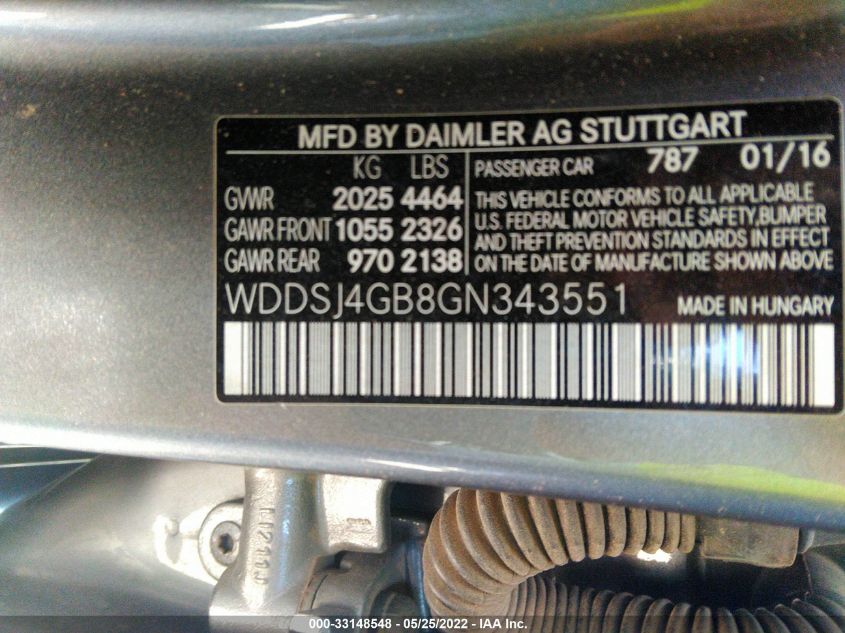 MFD BY DAIMLER AG STUTTGART
KG LBS
GVWR 2025 4464
GAWR FRONT 1055 2326
GAWR REAR 970 2138
PASSENGER CAR 787 01/16
THIS VEHICLE CONFORMS TO ALL APPLICABLE
U.S. FEDERAL MOTOR VEHICLE SAFETY, BUMPER
AND THEFT PREVENTION STANDARDS IN EFFECT
ON THE DATE OF MANUFACTURE SHOWN ABOVE
WDDSJ4GB8GN343551 MADE IN HUNGARY
000-33148548 - 05/25/2022 - IAA Inc.